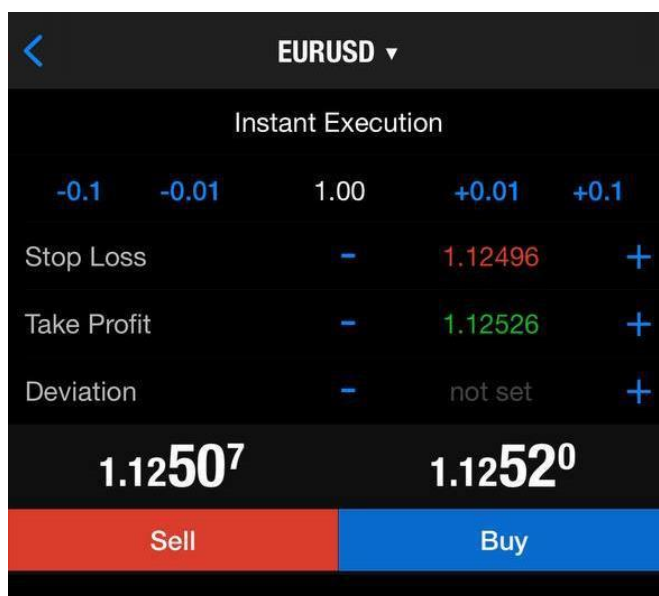 EURUSD ▾
Instant Execution
-0.1 -0.01 1.00 +0.01 +0.1
Stop Loss - 1.12496 +
Take Profit - 1.12526 +
Deviation - not set +
1.12507 1.12520
Sell Buy